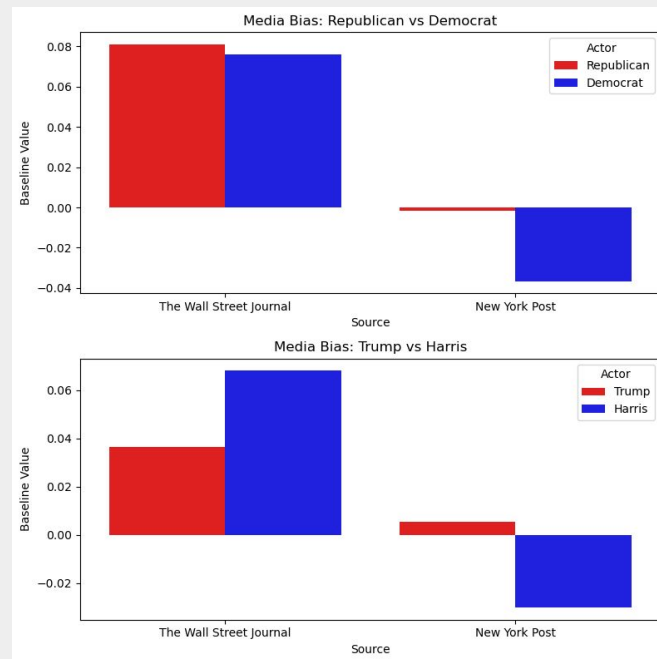 Media Bias: Republican vs Democrat
Actor
Republican
Democrat
Baseline Value
0.08
0.06
0.04
0.02
0.00
−0.02
−0.04
The Wall Street Journal
New York Post
Source
Media Bias: Trump vs Harris
Actor
Trump
Harris
Baseline Value
0.06
0.04
0.02
0.00
−0.02
The Wall Street Journal
New York Post
Source